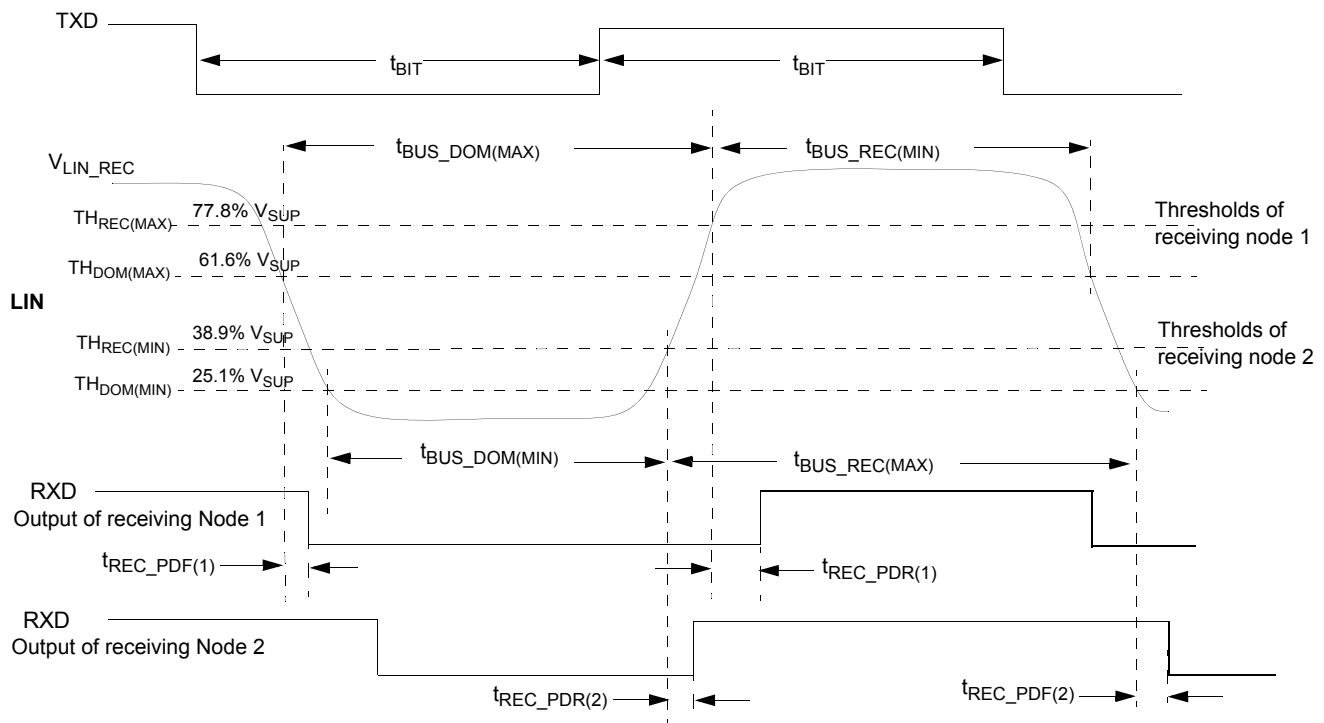 TXD
tBIT
tBIT
tBUS_DOM(MAX)
tBUS_REC(MIN)
VLIN_REC
THREC(MAX)
77.8% VSUP
Thresholds of
receiving node 1
THDOM(MAX)
61.6% VSUP
LIN
THREC(MIN)
38.9% VSUP
Thresholds of
receiving node 2
THDOM(MIN)
25.1% VSUP
tBUS_DOM(MIN)
tBUS_REC(MAX)
RXD
Output of receiving Node 1
tREC_PDF(1)
tREC_PDR(1)
RXD
Output of receiving Node 2
tREC_PDR(2)
tREC_PDF(2)